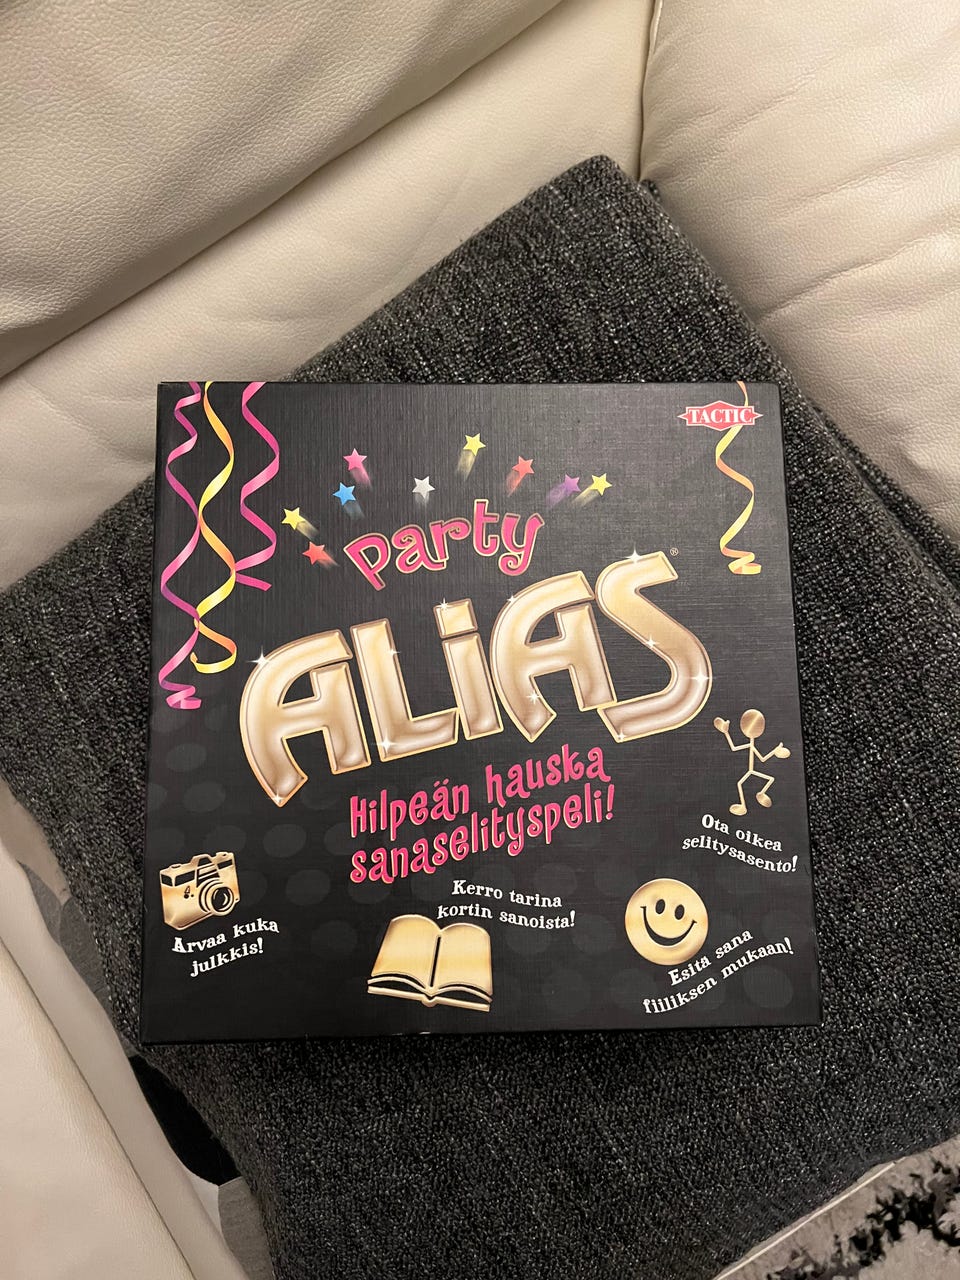 TACTIC
Party
ALiAS®
Hilpeän hauska
sanaselityspeli!
Ota oikea
selitysasento!
Kerro tarina
kortin sanoista!
Arvaa kuka
julkkis!
Esitä sana
fiiliksen mukaan!